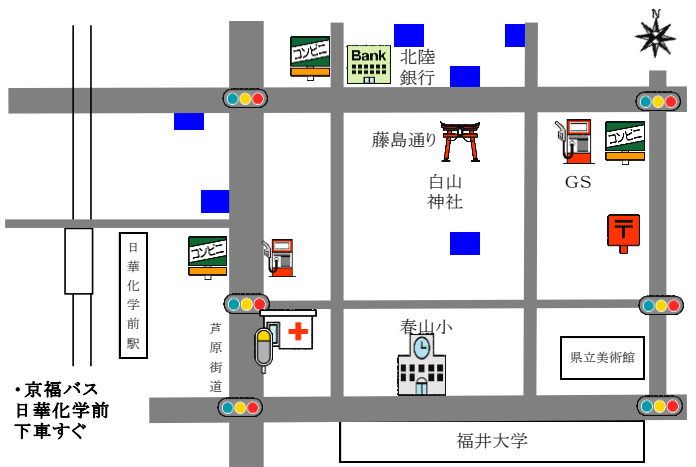 N
コンビニ
Bank
北陸
銀行
藤島通り
コンビニ
白山
神社
GS
〒
コンビニ
日華化学前駅
芦原街道
春山小
県立美術館
・京福バス
日華化学前
下車すぐ
福井大学